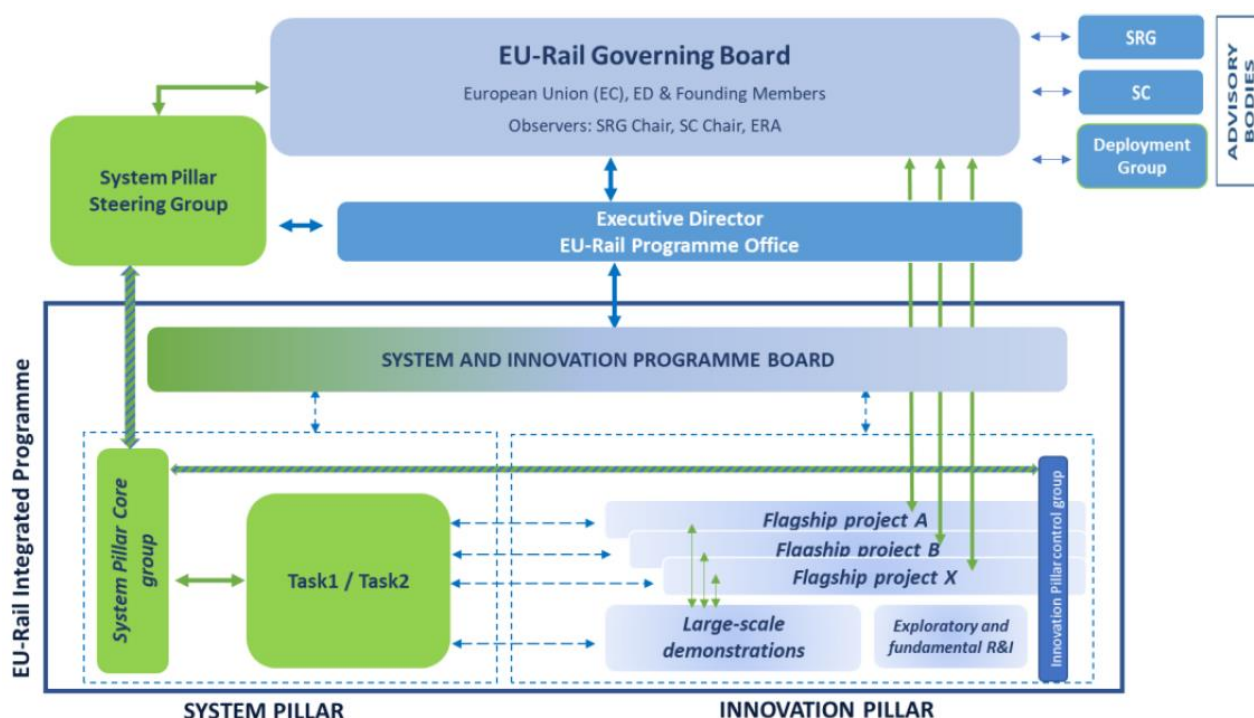 EU-Rail Governing Board
European Union (EC), ED & Founding Members
Observers: SRG Chair, SC Chair, ERA
SRG
SC
Deployment
Group
ADVISORY
BODIES
System Pillar
Steering Group
Executive Director
EU-Rail Programme Office
EU-Rail Integrated Programme
SYSTEM AND INNOVATION PROGRAMME BOARD
System Pillar Core
group
Task1 / Task2
Flagship project A
Flagship project B
Flagship project X
Large-scale
demonstrations
Exploratory and
fundamental R&I
Innovation Pillar control group
SYSTEM PILLAR
INNOVATION PILLAR